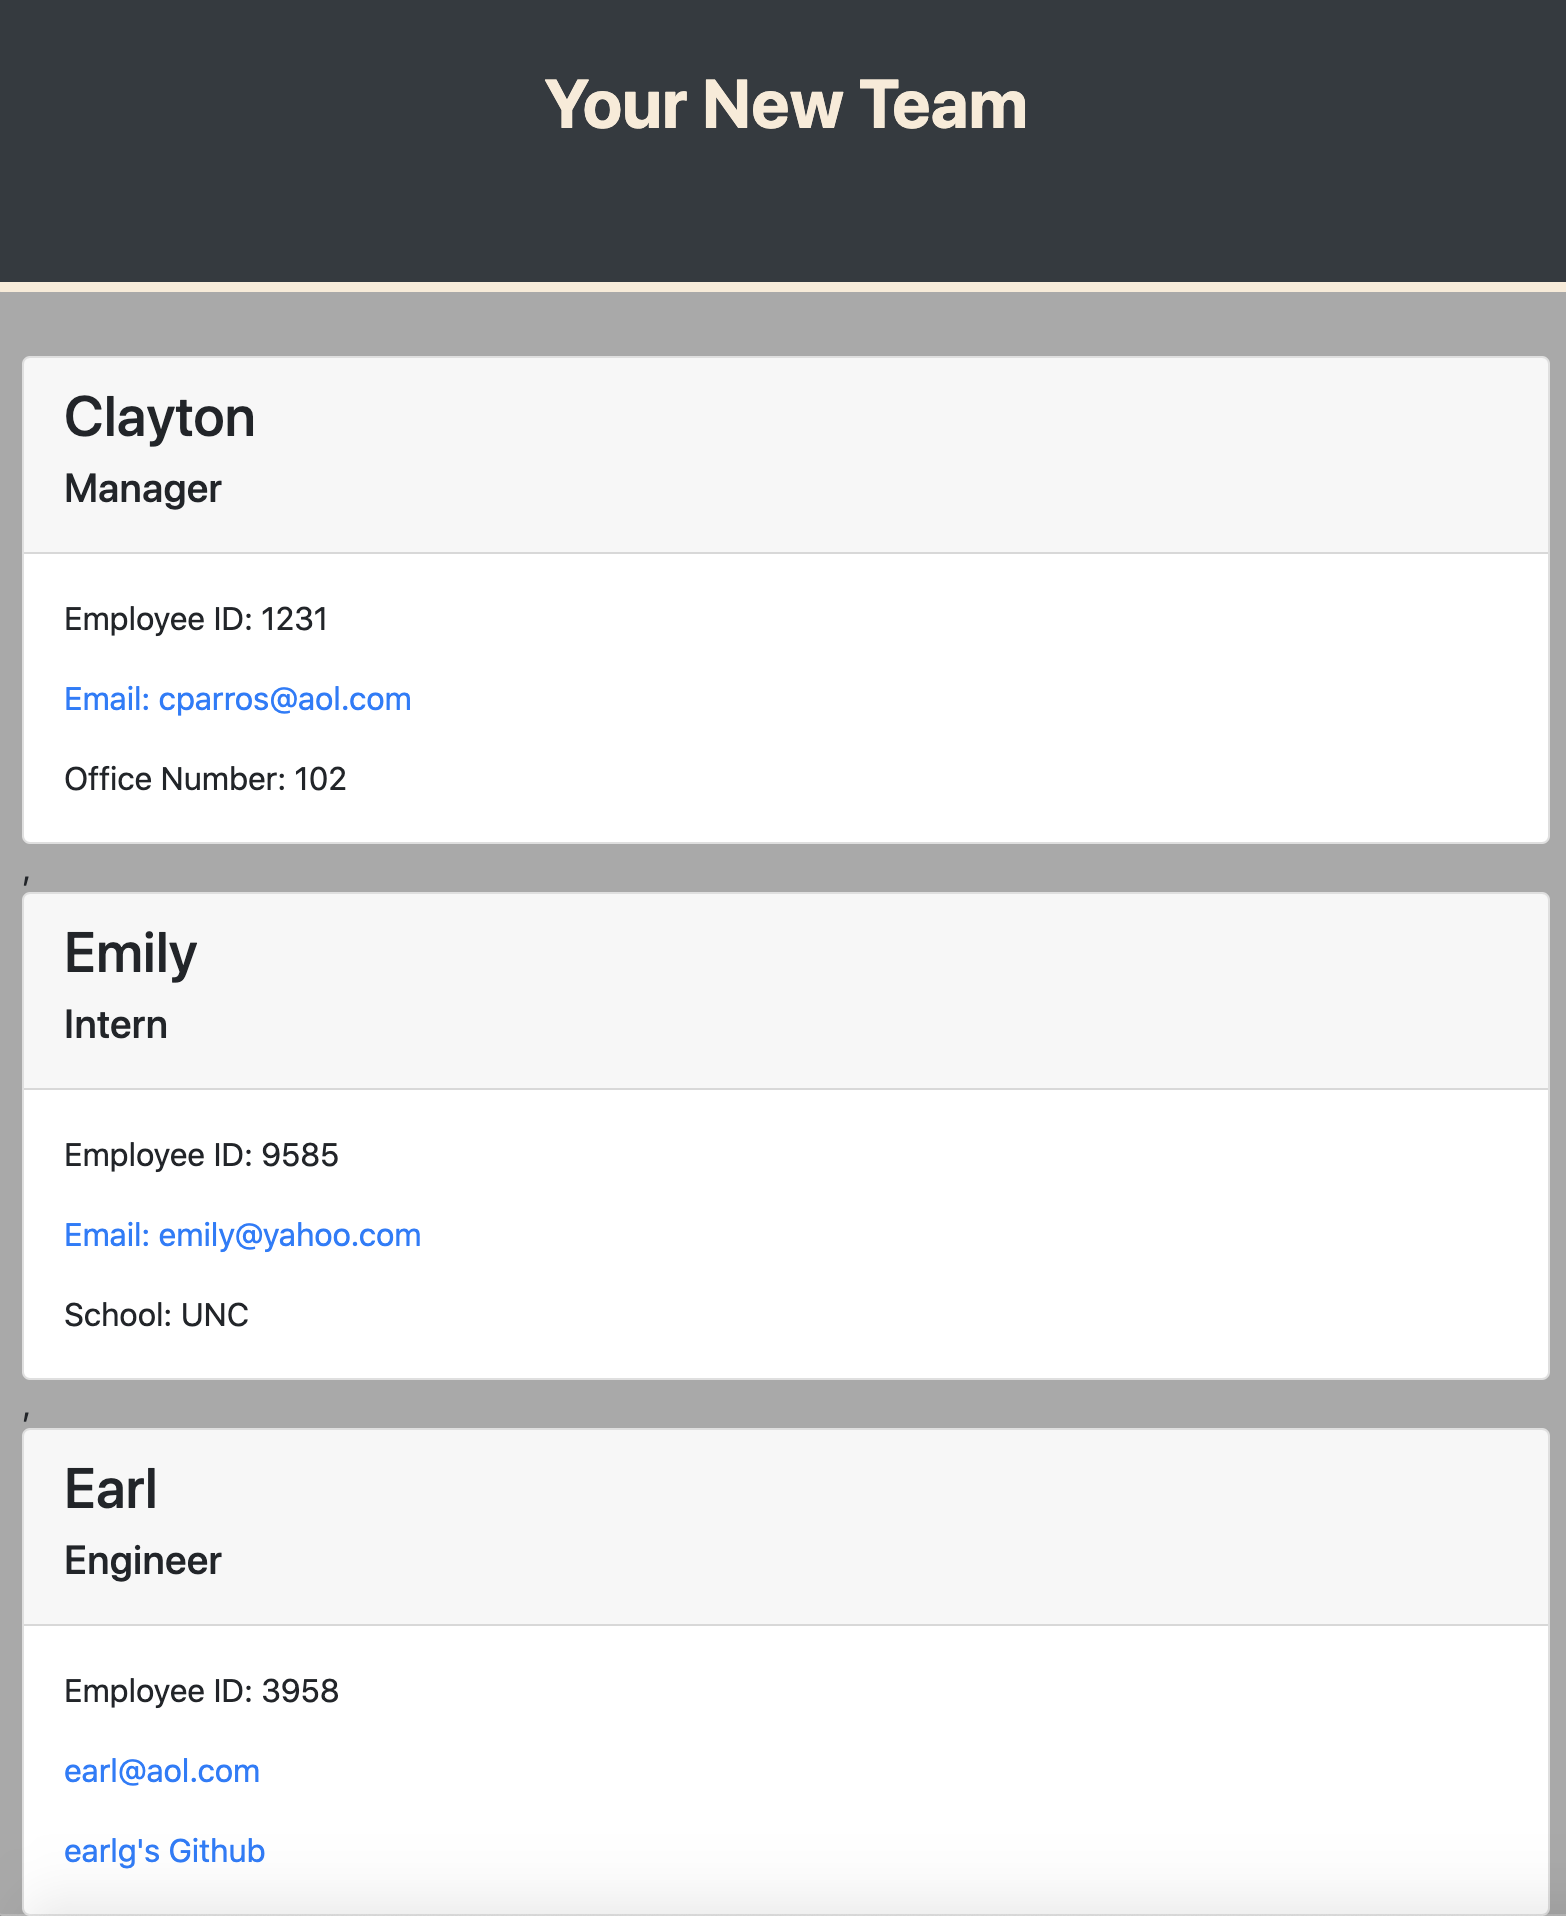 Your New Team
Clayton
Manager
Employee ID: 1231
Email: cparros@aol.com
Office Number: 102
,
Emily
Intern
Employee ID: 9585
Email: emily@yahoo.com
School: UNC
,
Earl
Engineer
Employee ID: 3958
earl@aol.com
earlg's Github